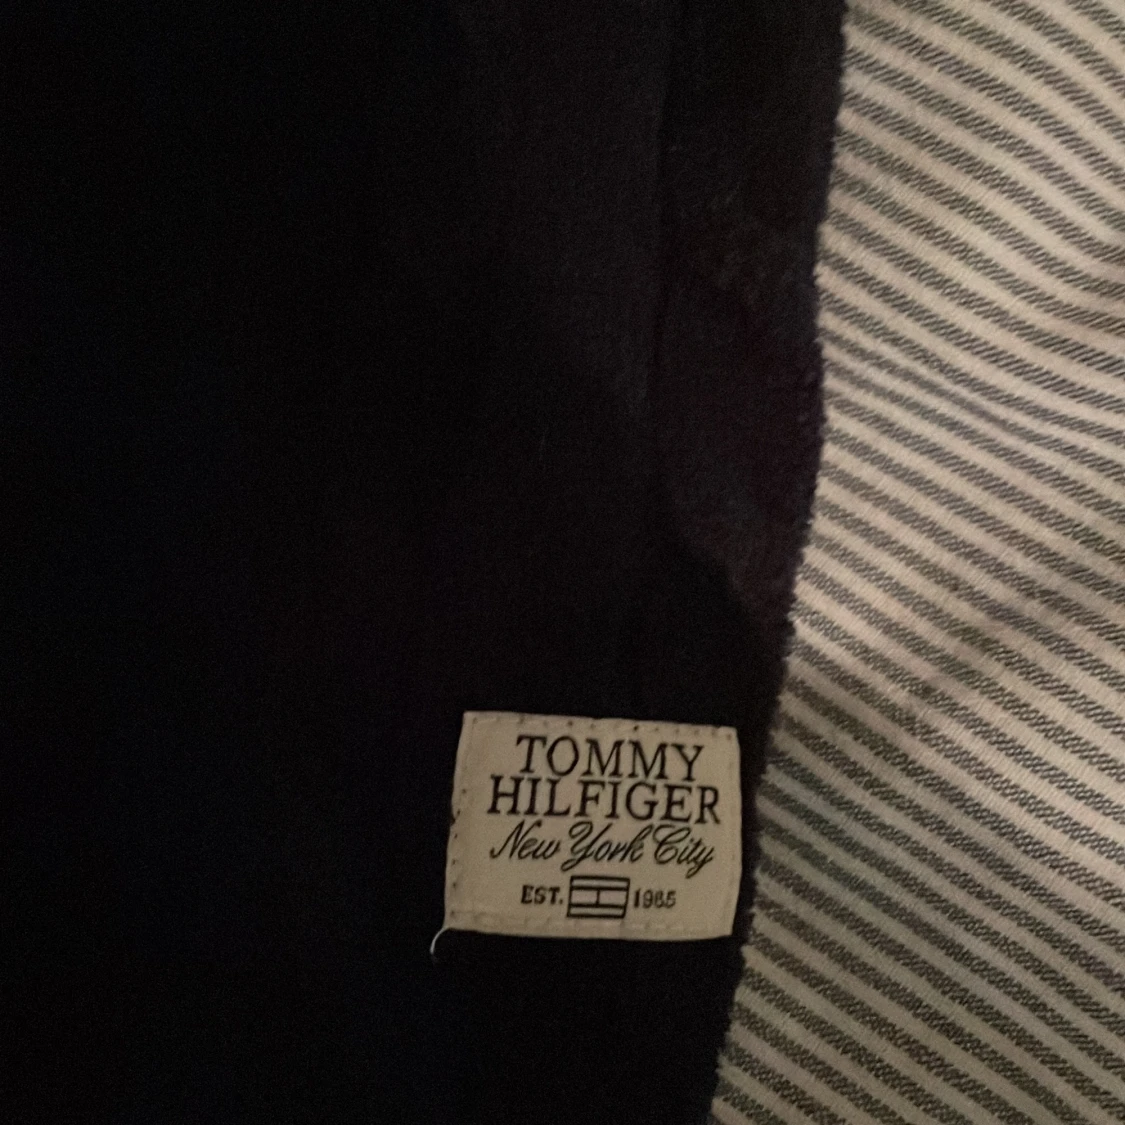 TOMMY
HILFIGER
New York City
EST. 1985